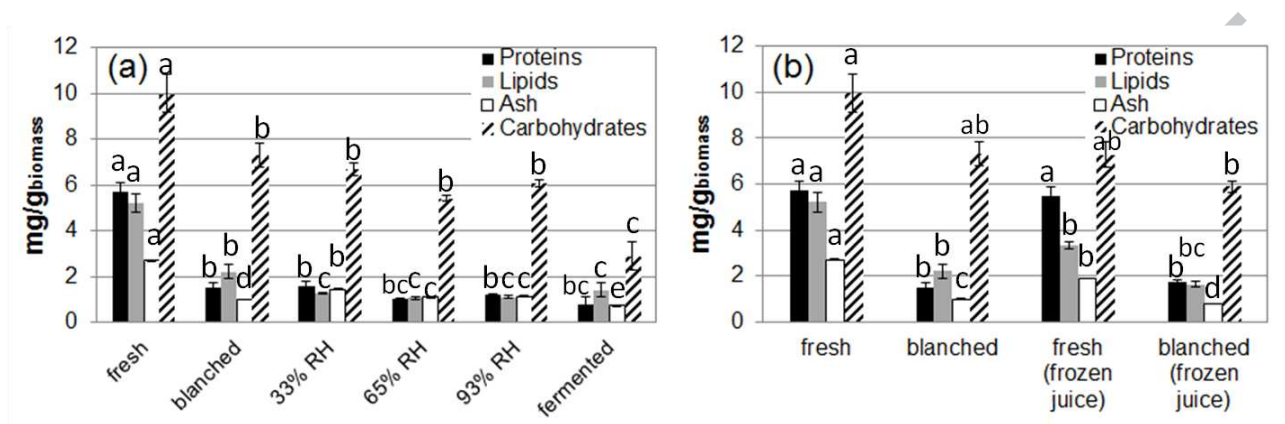 (a)
mg/gbiomass
12
10
8
6
4
2
0
Proteins
Lipids
Ash
Carbohydrates
a a a a
b b d b
b c b b
bc c c b
b c c b
bc c e c
fresh
blanched
33% RH
65% RH
93% RH
fermented
(b)
mg/gbiomass
12
10
8
6
4
2
0
Proteins
Lipids
Ash
Carbohydrates
a a a a
b b c ab
a b b ab
b bc d b
fresh
blanched
fresh
(frozen
juice)
blanched
(frozen
juice)